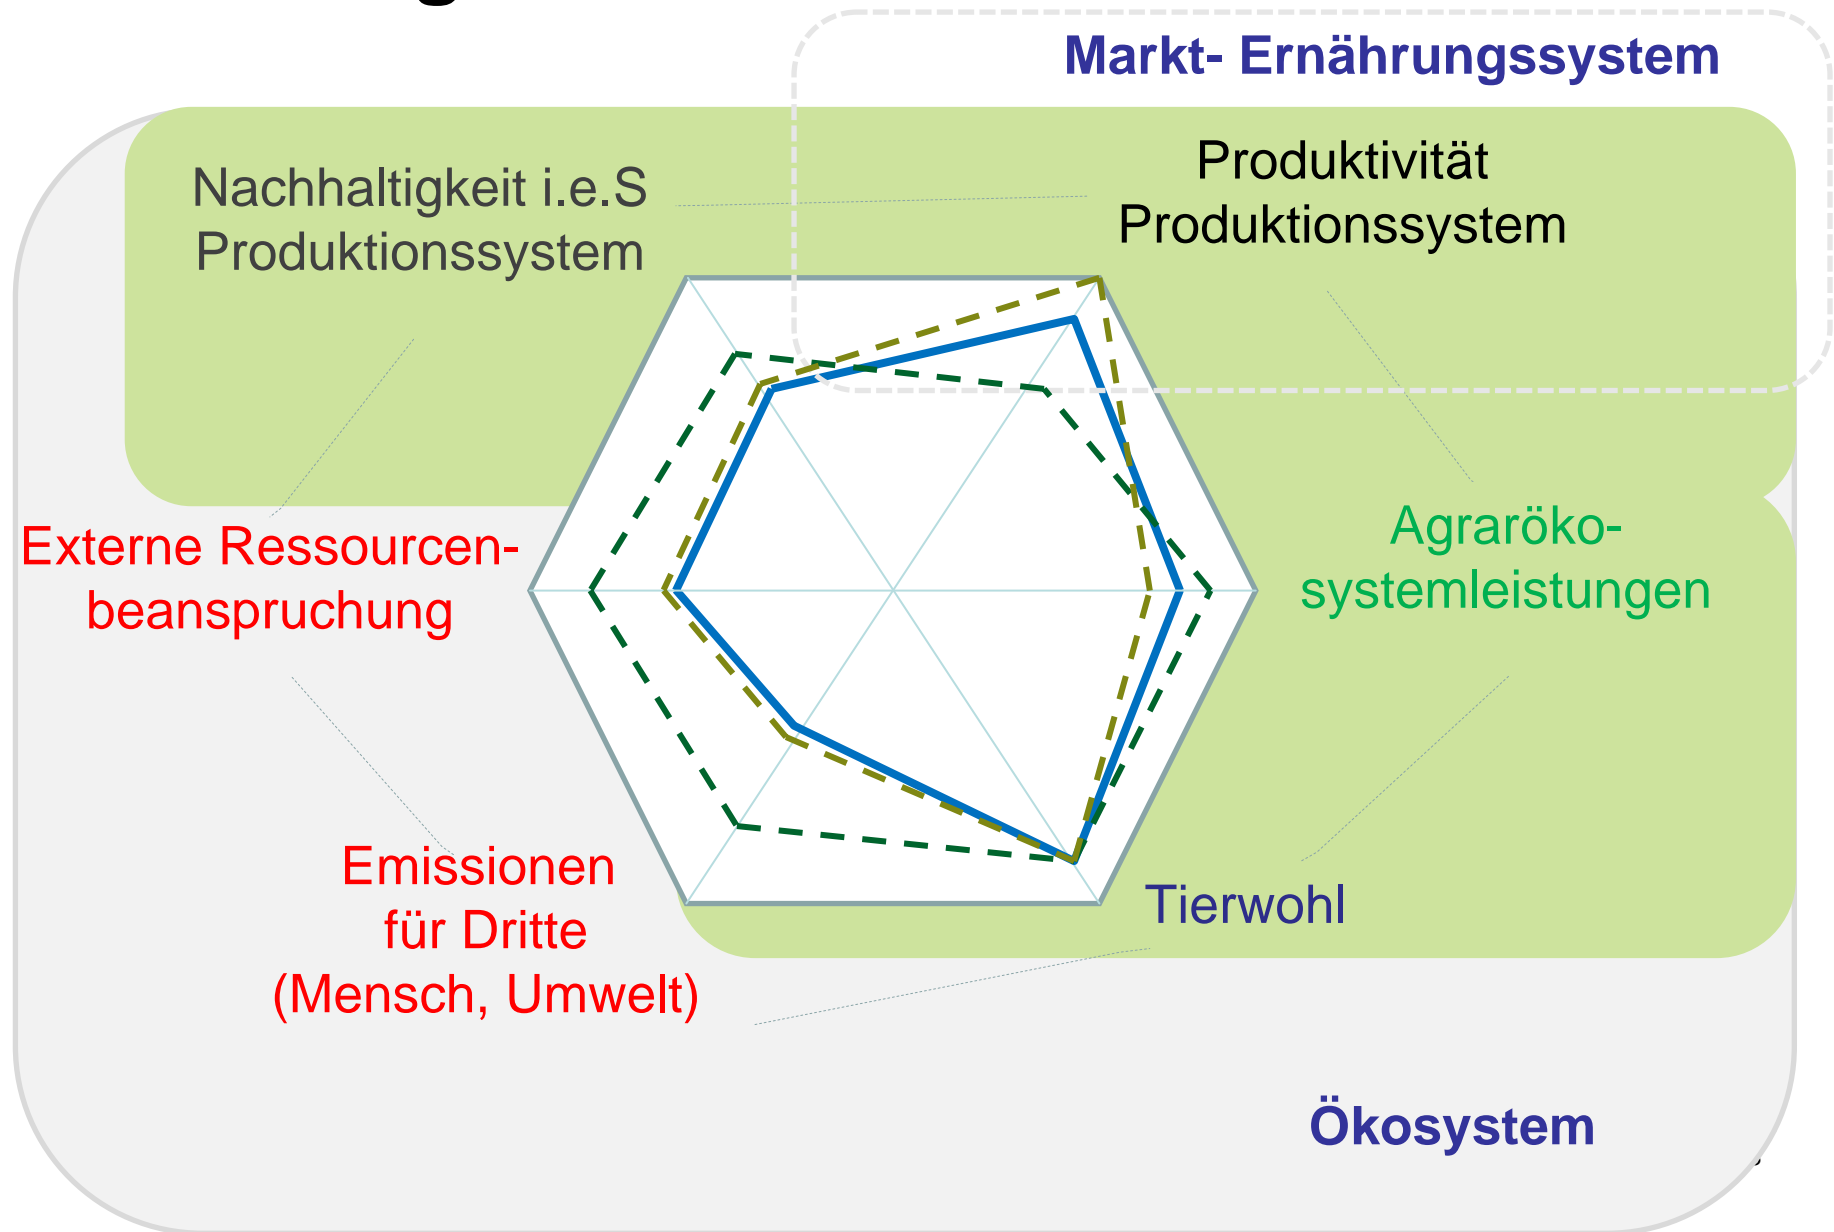 Markt- Ernährungssystem
Nachhaltigkeit i.e.S
Produktionssystem
Produktivität
Produktionssystem
Externe Ressourcen-
beanspruchung
Agraröko-
systemleistungen
Emissionen
für Dritte
(Mensch, Umwelt)
Tierwohl
Ökosystem